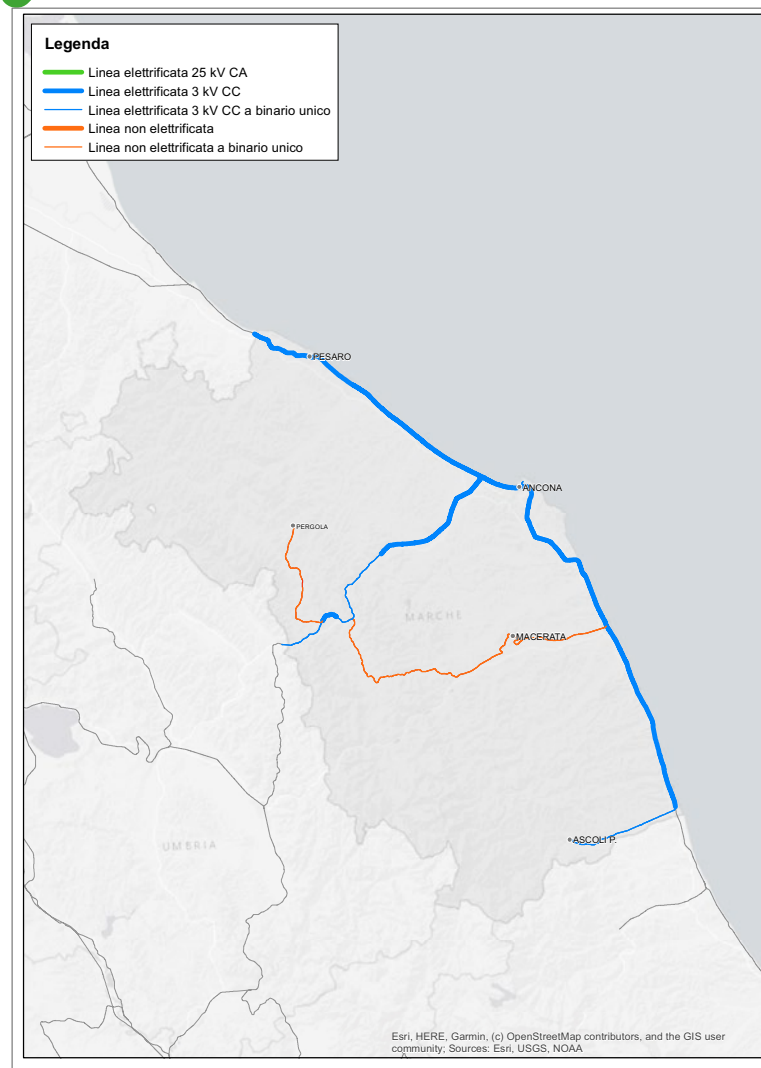 Legenda
Linea elettrificata 25 kV CA
Linea elettrificata 3 kV CC
Linea elettrificata 3 kV CC a binario unico
Linea non elettrificata
Linea non elettrificata a binario unico
PESARO
ANCONA
PERGOLA
MARCHE
MACERATA
ASCOLI P.
UMBRIA
Esri, HERE, Garmin, (c) OpenStreetMap contributors, and the GIS user
community; Sources: Esri, USGS, NOAA